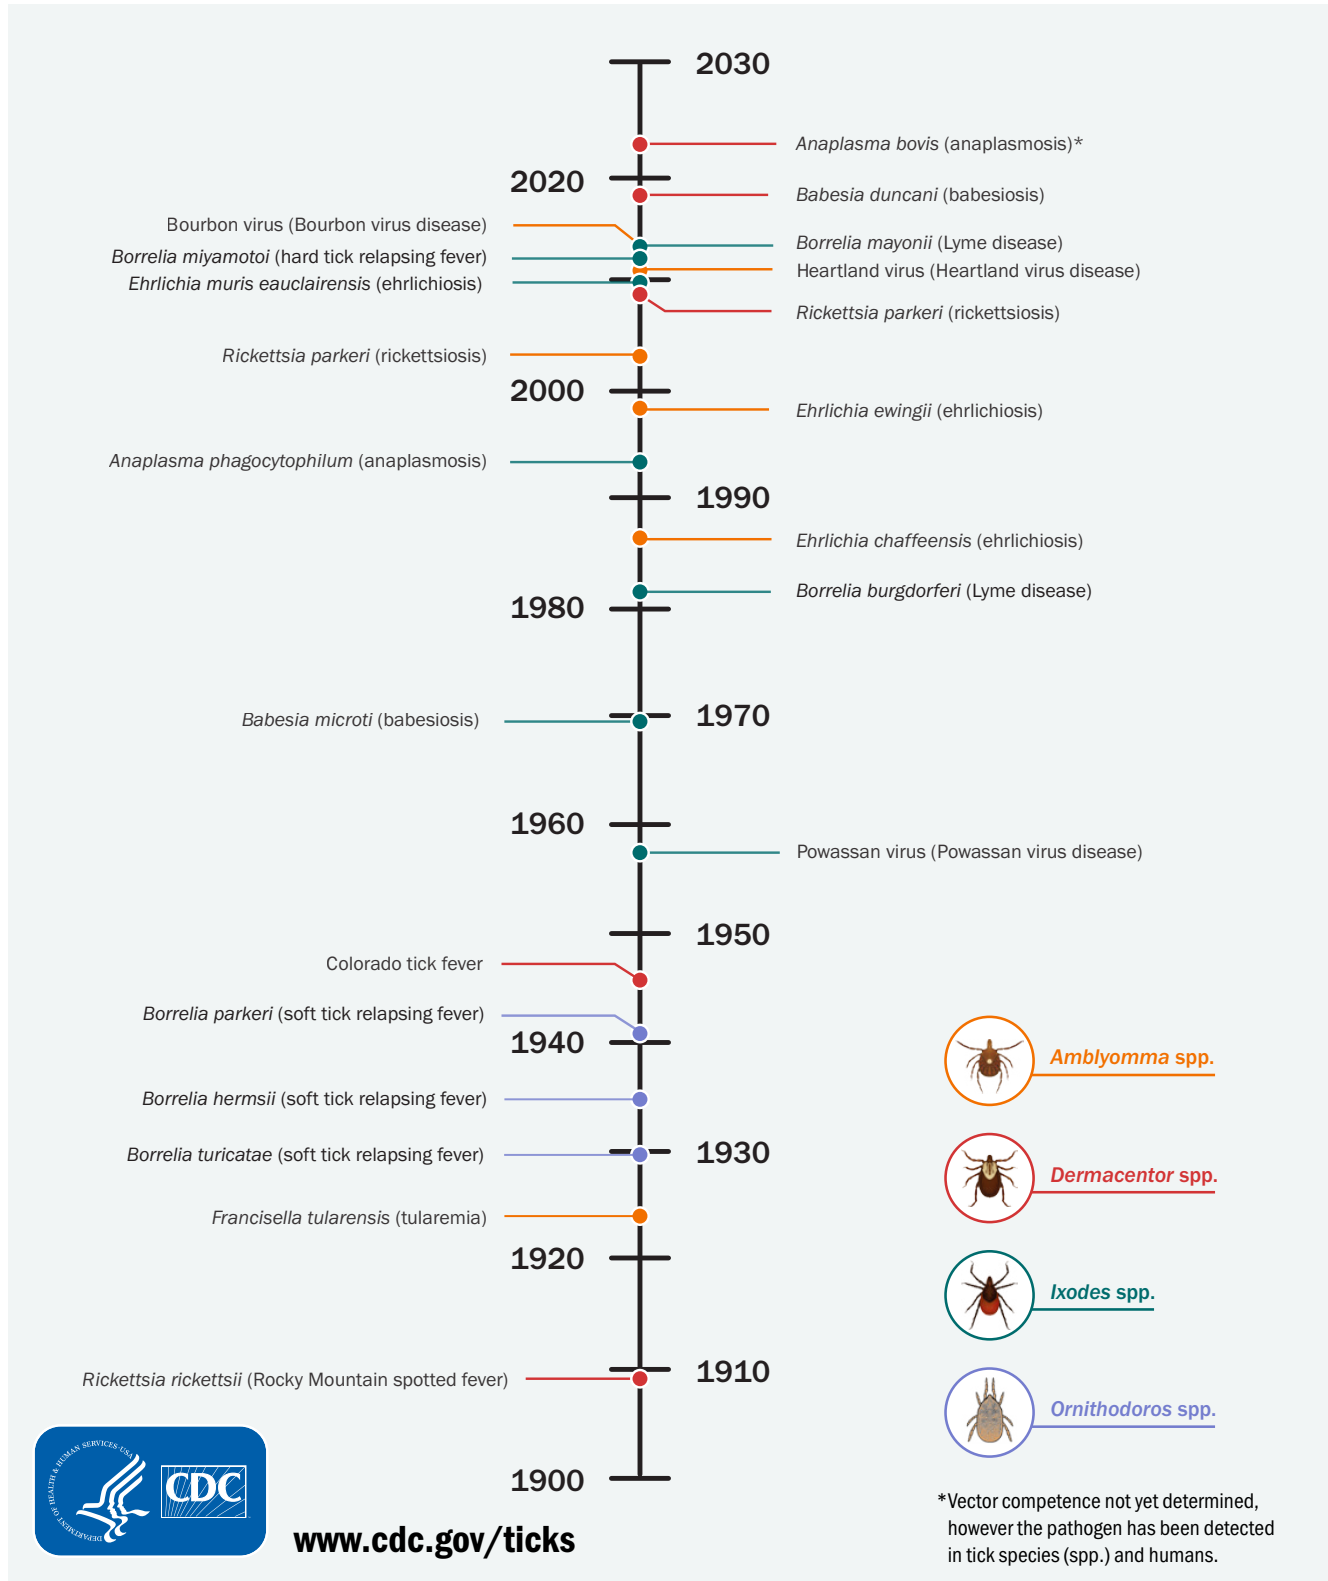 2030
Anaplasma bovis (anaplasmosis)*
2020
Babesia duncani (babesiosis)
Bourbon virus (Bourbon virus disease)
Borrelia mayonii (Lyme disease)
Borrelia miyamotoi (hard tick relapsing fever)
Heartland virus (Heartland virus disease)
Ehrlichia muris eauclairensis (ehrlichiosis)
Rickettsia parkeri (rickettsiosis)
Rickettsia parkeri (rickettsiosis)
2000
Ehrlichia ewingii (ehrlichiosis)
Anaplasma phagocytophilum (anaplasmosis)
1990
Ehrlichia chaffeensis (ehrlichiosis)
Borrelia burgdorferi (Lyme disease)
1980
Babesia microti (babesiosis)
1970
1960
Powassan virus (Powassan virus disease)
1950
Colorado tick fever
Borrelia parkeri (soft tick relapsing fever)
1940
Amblyomma spp.
Borrelia hermsii (soft tick relapsing fever)
Borrelia turicatae (soft tick relapsing fever)
1930
Dermacentor spp.
Francisella tularensis (tularemia)
1920
Ixodes spp.
Rickettsia rickettsii (Rocky Mountain spotted fever)
1910
Ornithodoros spp.
1900
DEPARTMENT OF HEALTH & HUMAN SERVICES·USA
CDC
www.cdc.gov/ticks
*Vector competence not yet determined,
however the pathogen has been detected
in tick species (spp.) and humans.